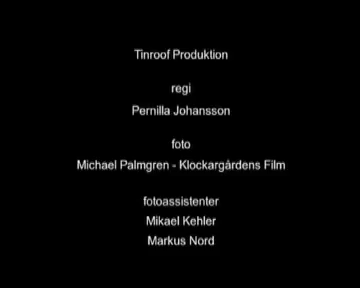 Tinroof Produktion
regi
Pernilla Johansson
foto
Michael Palmgren - Klockargårdens Film
fotoassistenter
Mikael Kehler
Markus Nord